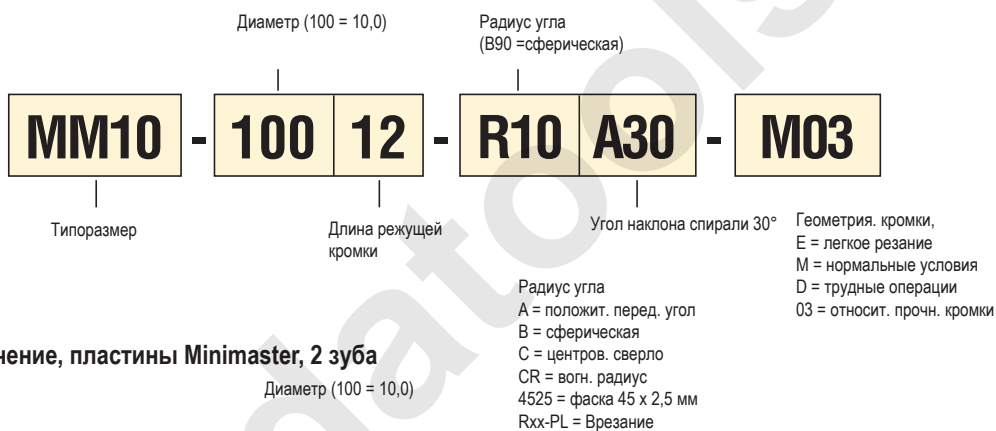 Диаметр (100 = 10,0)
Радиус угла
(B90 =сферическая)
MM10 - 100 12 - R10 A30 - M03
Типоразмер
Длина режущей
кромки
Угол наклона спирали 30°
Геометрия. кромки,
E = легкое резание
M = нормальные условия
D = трудные операции
03 = относит. прочн. кромки
Радиус угла
A = положит. перед. угол
B = сферическая
C = центров. сверло
CR = вогн. радиус
4525 = фаска 45 x 2,5 мм
Rxx-PL = Врезание
чение, пластины Minimaster, 2 зуба
Диаметр (100 = 10,0)
datools